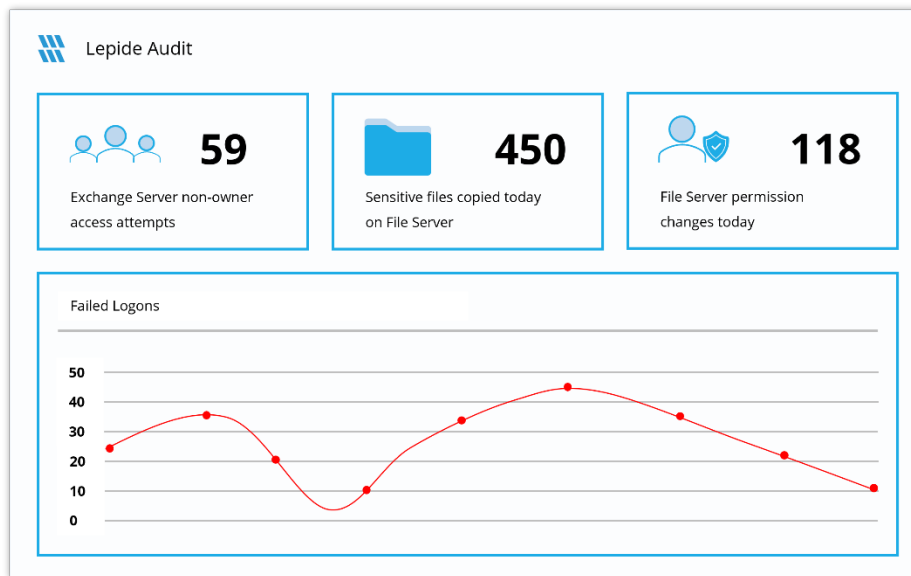 Lepide Audit
59
Exchange Server non-owner
access attempts
450
Sensitive files copied today
on File Server
118
File Server permission
changes today
Failed Logons
50
40
30
20
10
0